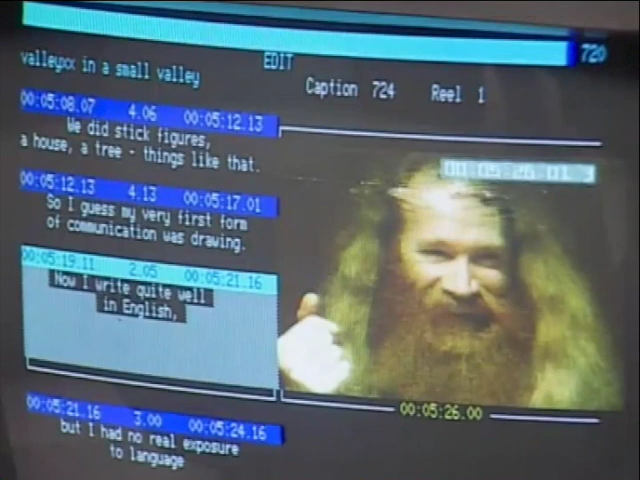 720
EDIT
valleyxx in a small valley
Caption 724 Reel 1
00:05:08.07 4.06 00:05:12.13
We did stick figures,
a house, a tree - things like that.
00:05:12.13 4.13 00:05:17.01
So I guess my very first form
of communication was drawing.
00:05:19.11 2.05 00:05:21.16
Now I write quite well
in English,
00:05:21.16 3.00 00:05:24.16
but I had no real exposure
to language
00:05:26:01.3
00:05:26.00